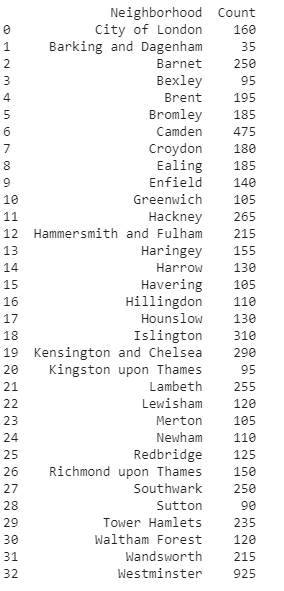 Neighborhood Count
0 City of London 160
1 Barking and Dagenham 35
2 Barnet 250
3 Bexley 95
4 Brent 195
5 Bromley 185
6 Camden 475
7 Croydon 180
8 Ealing 185
9 Enfield 140
10 Greenwich 105
11 Hackney 265
12 Hammersmith and Fulham 215
13 Haringey 155
14 Harrow 130
15 Havering 105
16 Hillingdon 110
17 Hounslow 130
18 Islington 310
19 Kensington and Chelsea 290
20 Kingston upon Thames 95
21 Lambeth 255
22 Lewisham 120
23 Merton 105
24 Newham 110
25 Redbridge 125
26 Richmond upon Thames 150
27 Southwark 250
28 Sutton 90
29 Tower Hamlets 235
30 Waltham Forest 120
31 Wandsworth 215
32 Westminster 925